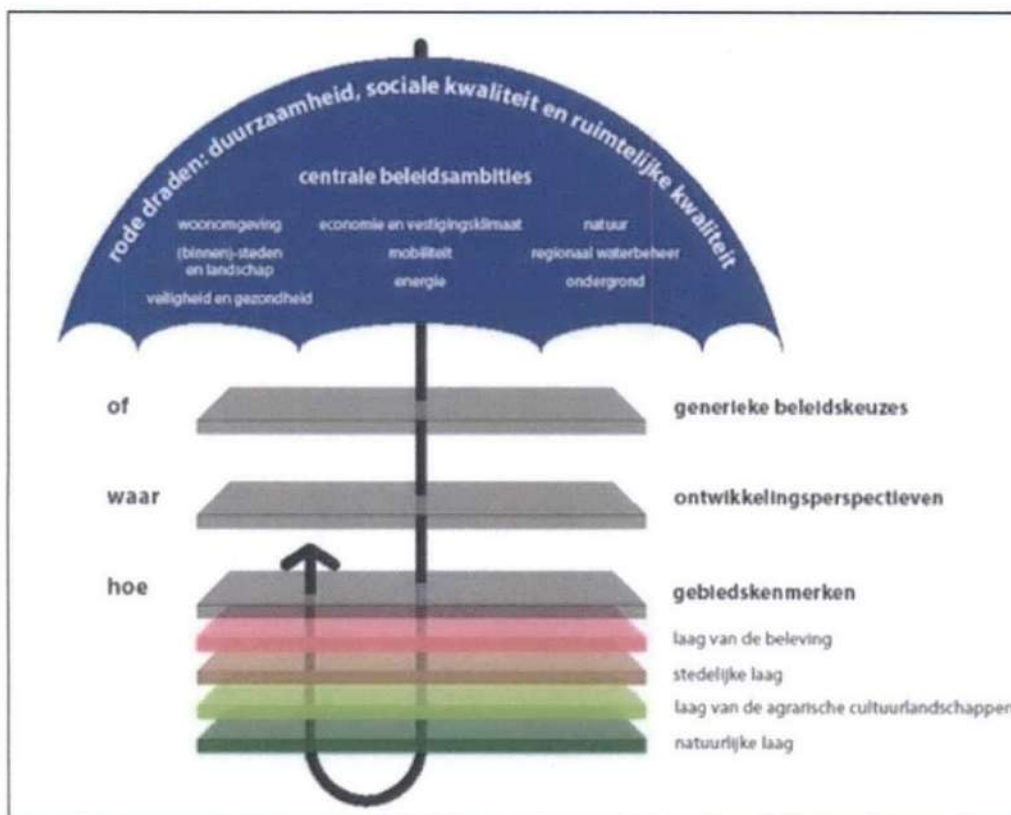 rode draden: duurzaamheid, sociale kwaliteit en ruimtelijke kwaliteit
centrale beleidsambities
woonomgeving
(binnen)-steden
en landschap
veiligheid en gezondheid
economie en vestigingsklimaat
mobiliteit
energie
natuur
regionaal waterbeheer
ondergrond
of
generieke beleidskeuzes
waar
ontwikkelingsperspectieven
hoe
gebiedskenmerken
laag van de beleving
stedelijke laag
laag van de agrarische cultuurlandschappen
natuurlijke laag